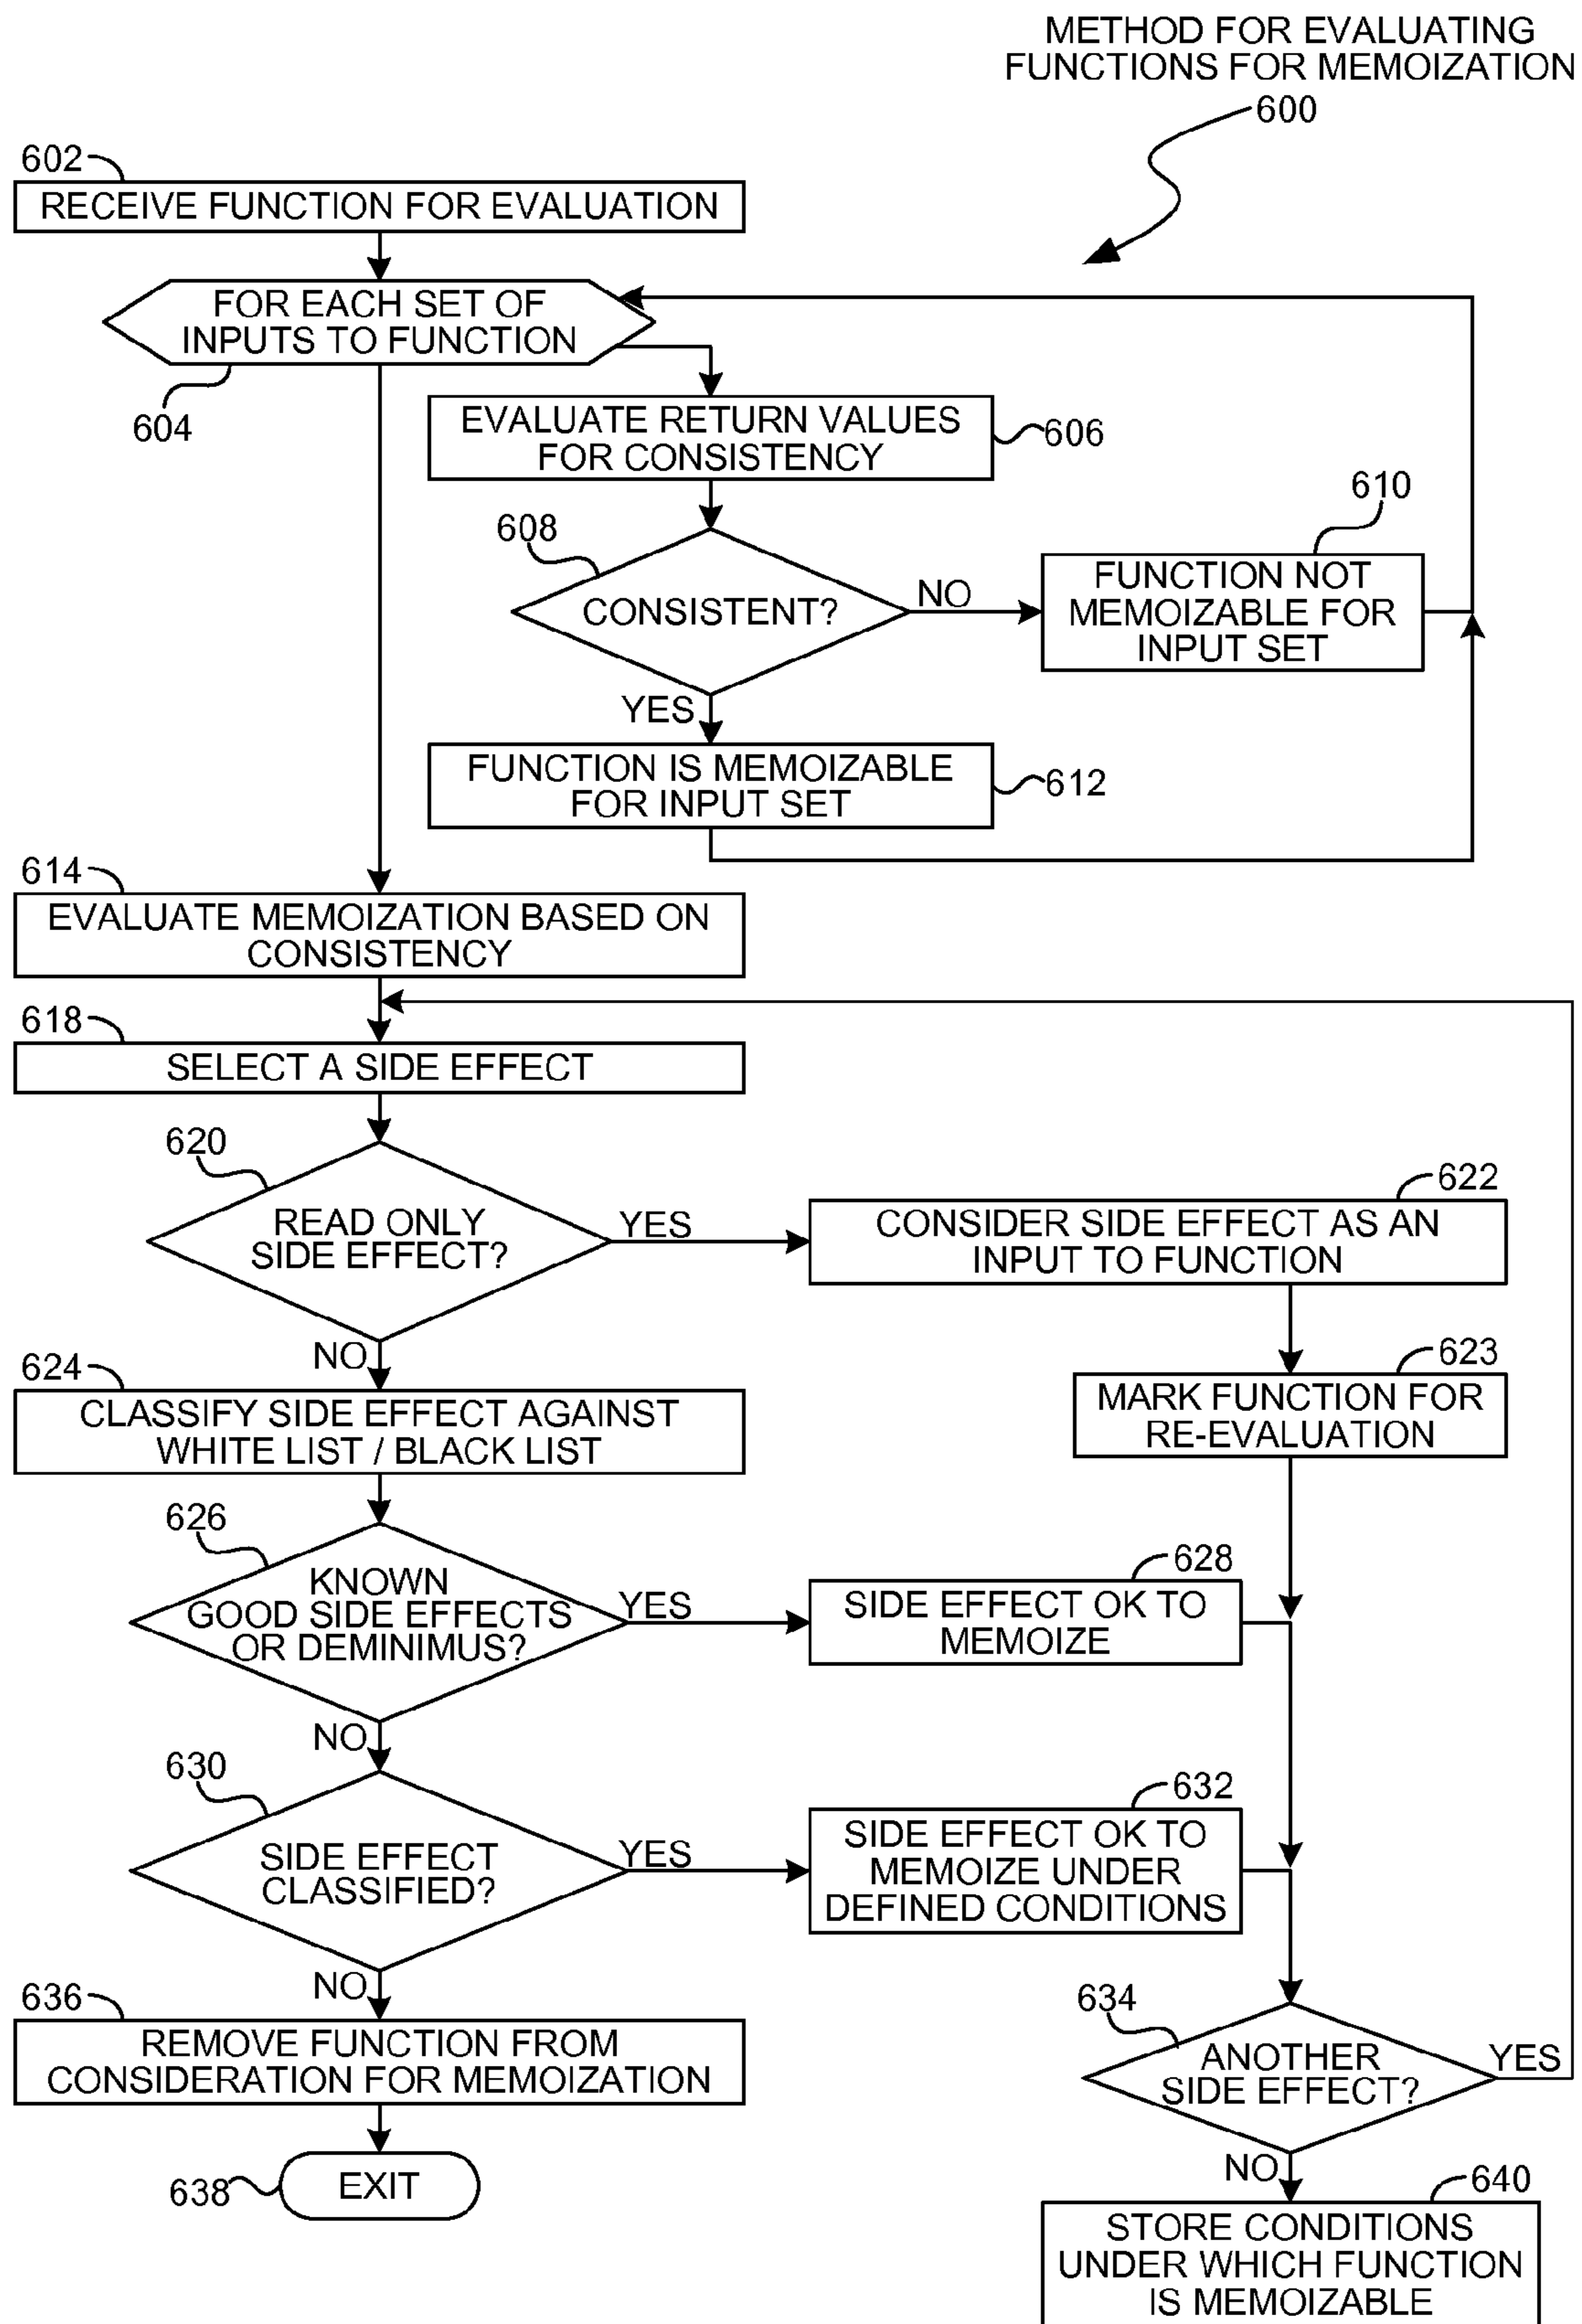 METHOD FOR EVALUATING
FUNCTIONS FOR MEMOIZATION
600
602
RECEIVE FUNCTION FOR EVALUATION
FOR EACH SET OF
INPUTS TO FUNCTION
604
EVALUATE RETURN VALUES
FOR CONSISTENCY
606
608
CONSISTENT?
NO
610
FUNCTION NOT
MEMOIZABLE FOR
INPUT SET
YES
FUNCTION IS MEMOIZABLE
FOR INPUT SET
612
614
EVALUATE MEMOIZATION BASED ON
CONSISTENCY
618
SELECT A SIDE EFFECT
620
READ ONLY
SIDE EFFECT?
YES
622
CONSIDER SIDE EFFECT AS AN
INPUT TO FUNCTION
NO
623
MARK FUNCTION FOR
RE-EVALUATION
624
CLASSIFY SIDE EFFECT AGAINST
WHITE LIST / BLACK LIST
626
KNOWN
GOOD SIDE EFFECTS
OR DEMINIMUS?
YES
628
SIDE EFFECT OK TO
MEMOIZE
NO
630
SIDE EFFECT
CLASSIFIED?
YES
632
SIDE EFFECT OK TO
MEMOIZE UNDER
DEFINED CONDITIONS
NO
634
ANOTHER
SIDE EFFECT?
YES
636
REMOVE FUNCTION FROM
CONSIDERATION FOR MEMOIZATION
638
EXIT
NO
640
STORE CONDITIONS
UNDER WHICH FUNCTION
IS MEMOIZABLE